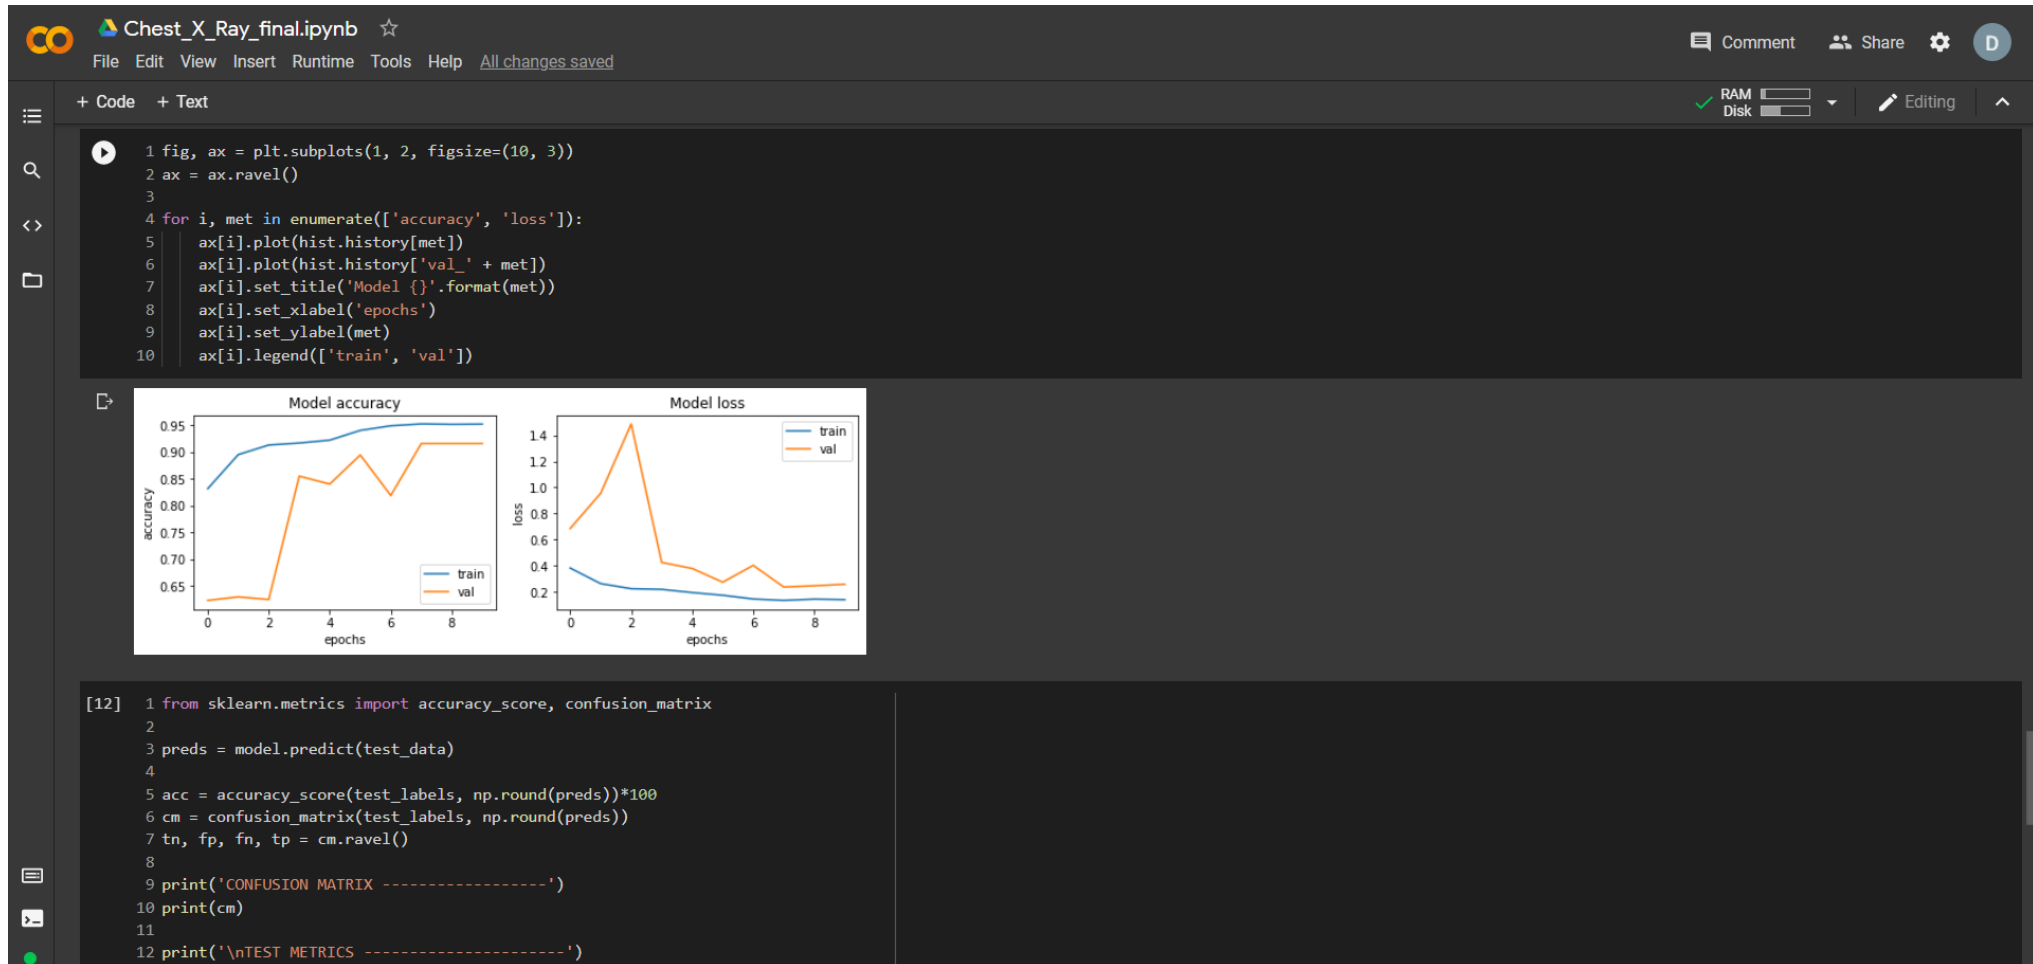 Chest_X_Ray_final.ipynb
File Edit View Insert Runtime Tools Help All changes saved
Comment Share D
+ Code + Text
RAM
Disk
Editing
1 fig, ax = plt.subplots(1, 2, figsize=(10, 3))
2 ax = ax.ravel()
3
4 for i, met in enumerate(['accuracy', 'loss']):
5     ax[i].plot(hist.history[met])
6     ax[i].plot(hist.history['val_' + met])
7     ax[i].set_title('Model {}'.format(met))
8     ax[i].set_xlabel('epochs')
9     ax[i].set_ylabel(met)
10     ax[i].legend(['train', 'val'])
Model accuracy
0.95
0.90
0.85
0.80
0.75
0.70
0.65
accuracy
train
val
0 2 4 6 8
epochs
Model loss
1.4
1.2
1.0
0.8
0.6
0.4
0.2
loss
train
val
0 2 4 6 8
epochs
[12] 1 from sklearn.metrics import accuracy_score, confusion_matrix
2
3 preds = model.predict(test_data)
4
5 acc = accuracy_score(test_labels, np.round(preds))*100
6 cm = confusion_matrix(test_labels, np.round(preds))
7 tn, fp, fn, tp = cm.ravel()
8
9 print('CONFUSION MATRIX ------------------')
10 print(cm)
11
12 print('\nTEST METRICS ----------------------')